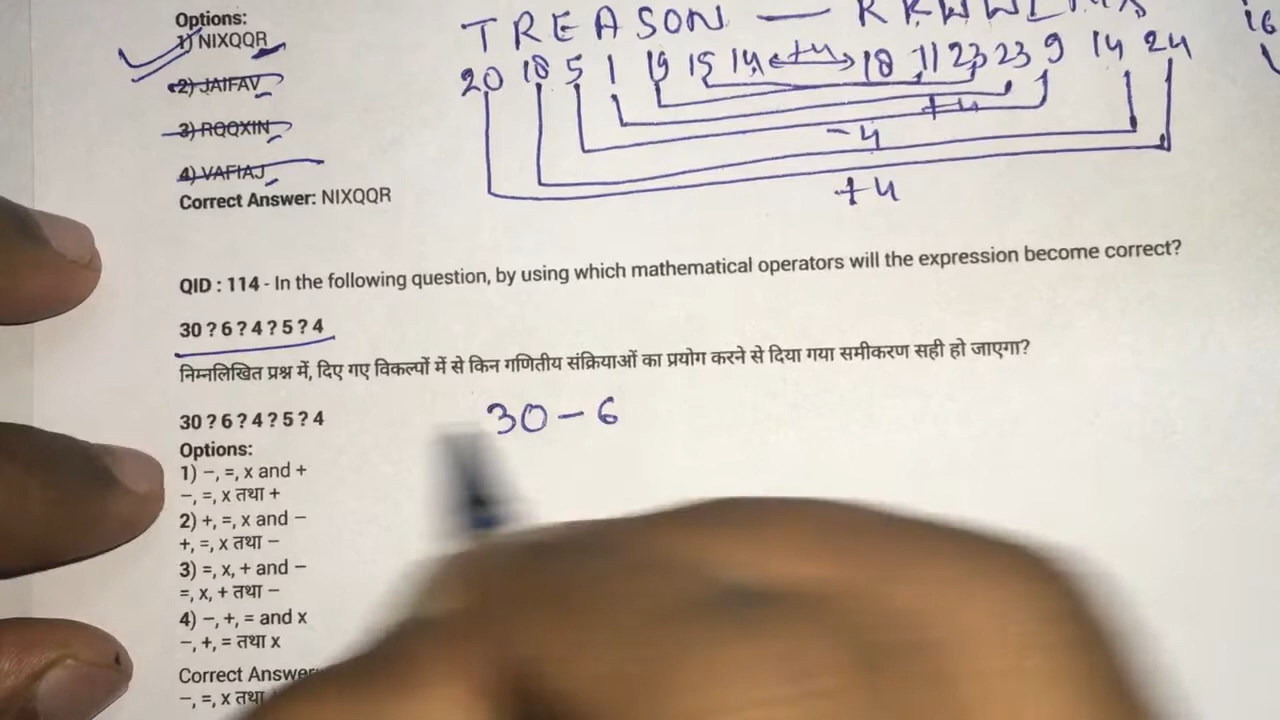 Options:
1) NIXQQR
2) JAIFAV
3) RQQXIN
4) VAFIAJ
Correct Answer: NIXQQR
TREASON —
20 18 5 1 19 15 14 +4 18 11 23 23 9 14 24
+4
-4
+4
16
QID : 114 - In the following question, by using which mathematical operators will the expression become correct?
30 ? 6 ? 4 ? 5 ? 4
निम्नलिखित प्रश्न में, दिए गए विकल्पों में से किन गणितीय संक्रियाओं का प्रयोग करने से दिया गया समीकरण सही हो जाएगा?
30 ? 6 ? 4 ? 5 ? 4
30 - 6
Options:
1) −, =, x and +
−, =, x तथा +
2) +, =, x and −
+, =, x तथा −
3) =, x, + and −
=, x, + तथा −
4) −, +, = and x
−, +, = तथा x
Correct
−, =, x तथा